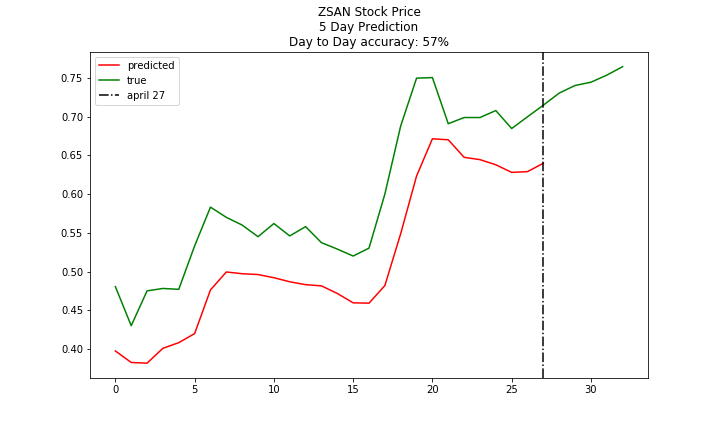 ZSAN Stock Price
5 Day Prediction
Day to Day accuracy: 57%
predicted
true
april 27
0.75
0.70
0.65
0.60
0.55
0.50
0.45
0.40
0 5 10 15 20 25 30